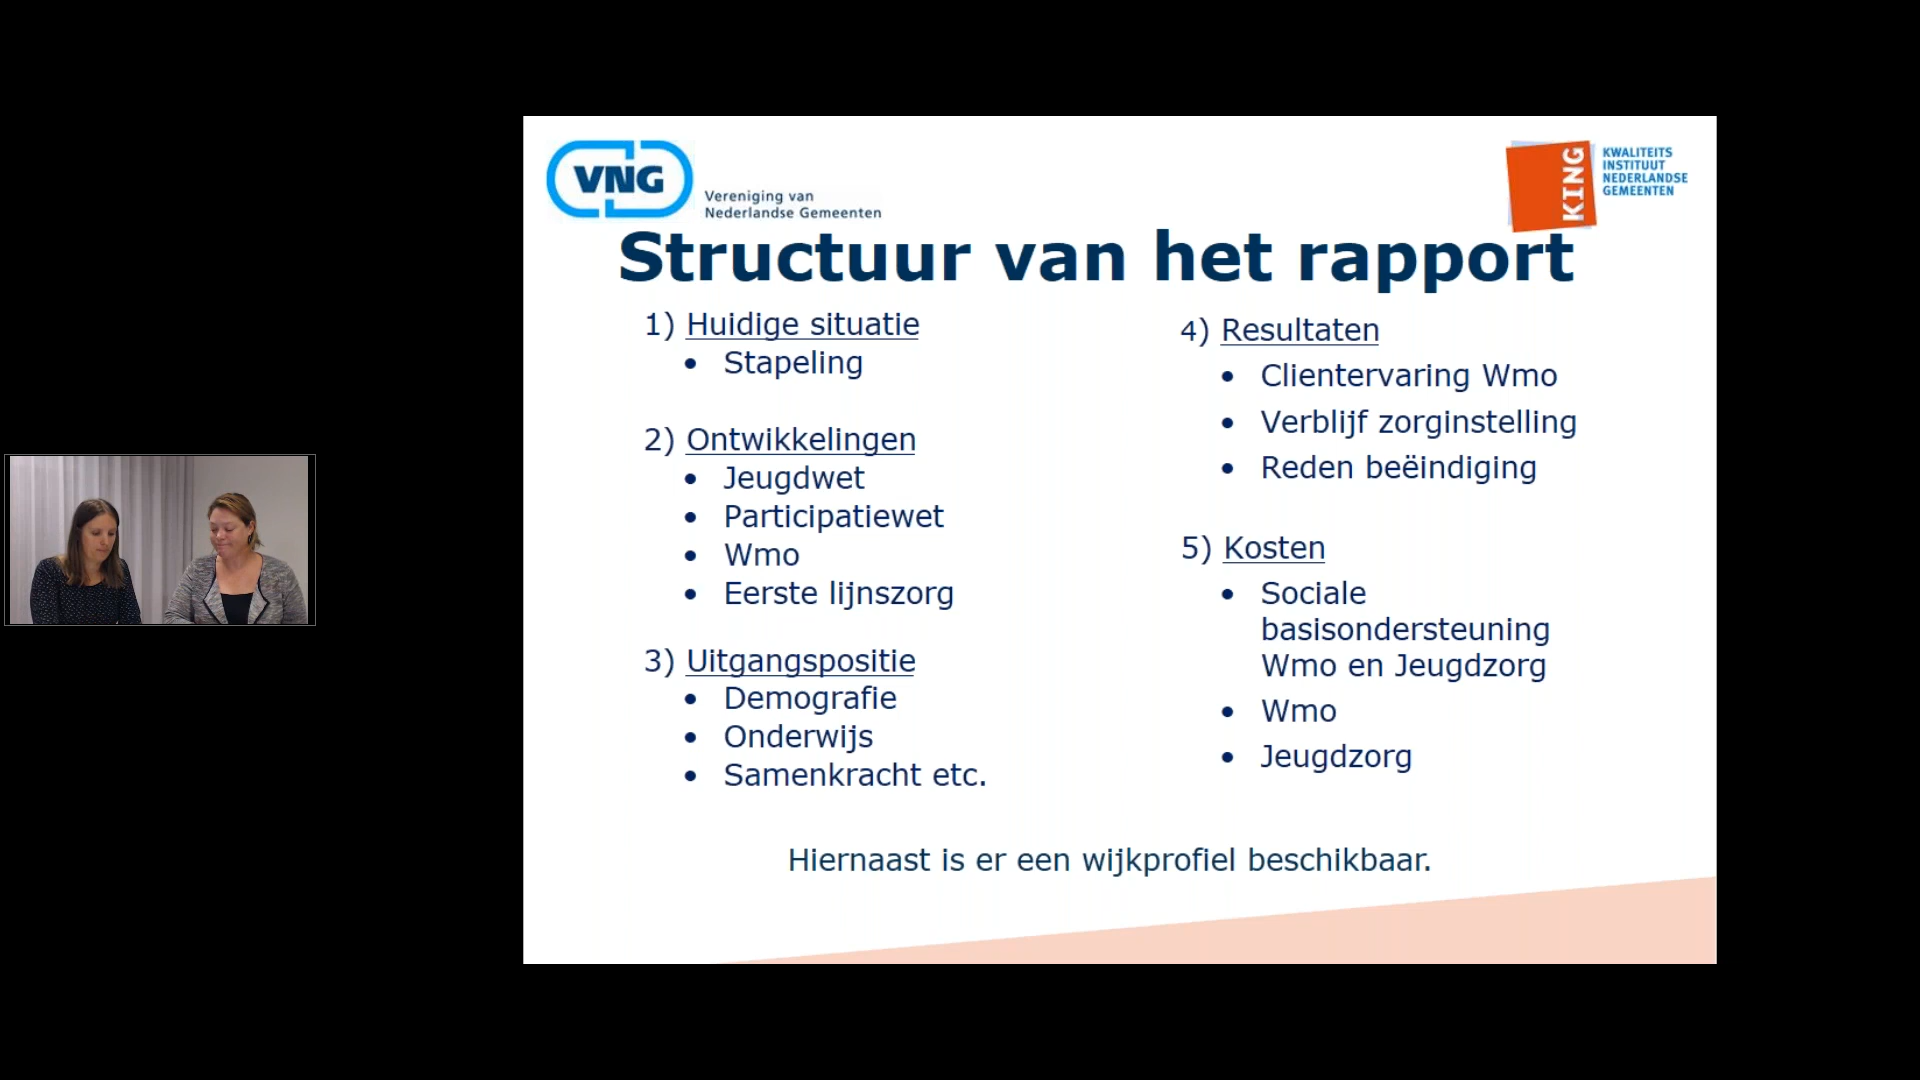 VNG
Vereniging van
Nederlandse Gemeenten
KING
KWALITEITS
INSTITUUT
NEDERLANDSE
GEMEENTEN
Structuur van het rapport
1) Huidige situatie
• Stapeling
2) Ontwikkelingen
• Jeugdwet
• Participatiewet
• Wmo
• Eerste lijnszorg
3) Uitgangspositie
• Demografie
• Onderwijs
• Samenkracht etc.
4) Resultaten
• Clientervaring Wmo
• Verblijf zorginstelling
• Reden beëindiging
5) Kosten
• Sociale
basisondersteuning
Wmo en Jeugdzorg
• Wmo
• Jeugdzorg
Hiernaast is er een wijkprofiel beschikbaar.